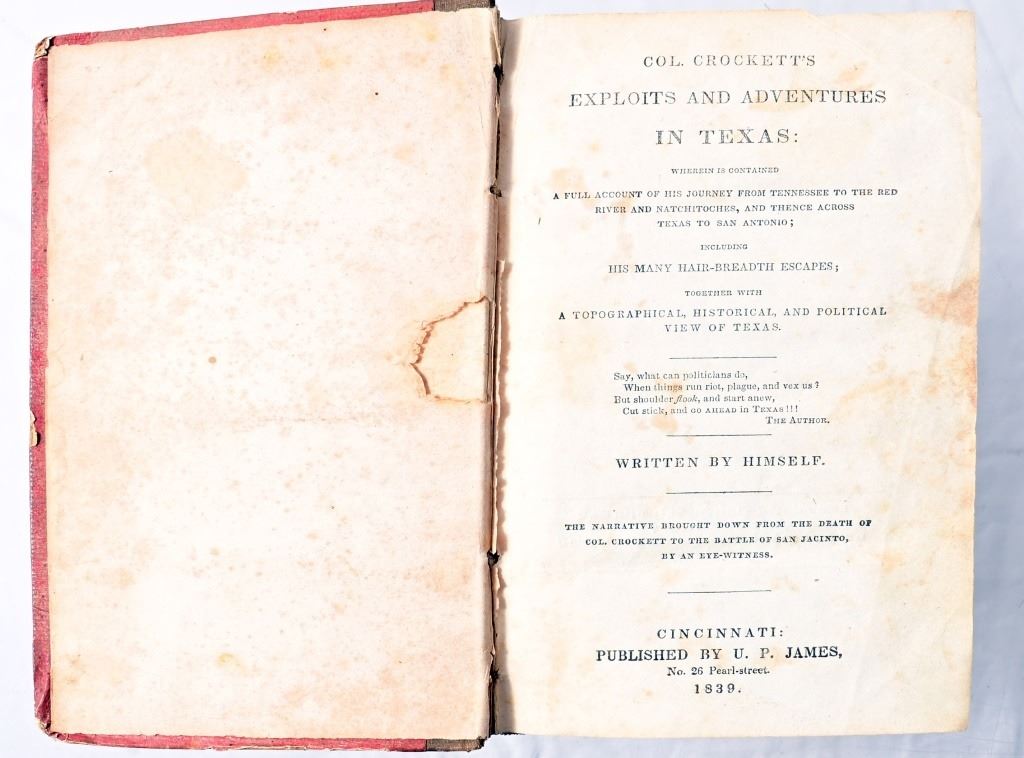 COL. CROCKETT'S
EXPLOITS AND ADVENTURES
IN TEXAS:
WHEREIN IS CONTAINED
A FULL ACCOUNT OF HIS JOURNEY FROM TENNESSEE TO THE RED
RIVER AND NATCHITOCHES, AND THENCE ACROSS
TEXAS TO SAN ANTONIO;
INCLUDING
HIS MANY HAIR-BREADTH ESCAPES;
TOGETHER WITH
A TOPOGRAPHICAL, HISTORICAL, AND POLITICAL
VIEW OF TEXAS.
Say, what can politicians do,
When things run riot, plague, and vex us?
But shoulder flook, and start anew,
Cut stick, and GO AHEAD in TEXAS!!!
THE AUTHOR.
WRITTEN BY HIMSELF.
THE NARRATIVE BROUGHT DOWN FROM THE DEATH OF
COL. CROCKETT TO THE BATTLE OF SAN JACINTO,
BY AN EYE-WITNESS.
CINCINNATI:
PUBLISHED BY U. P. JAMES,
No. 26 Pearl-street.
1839.